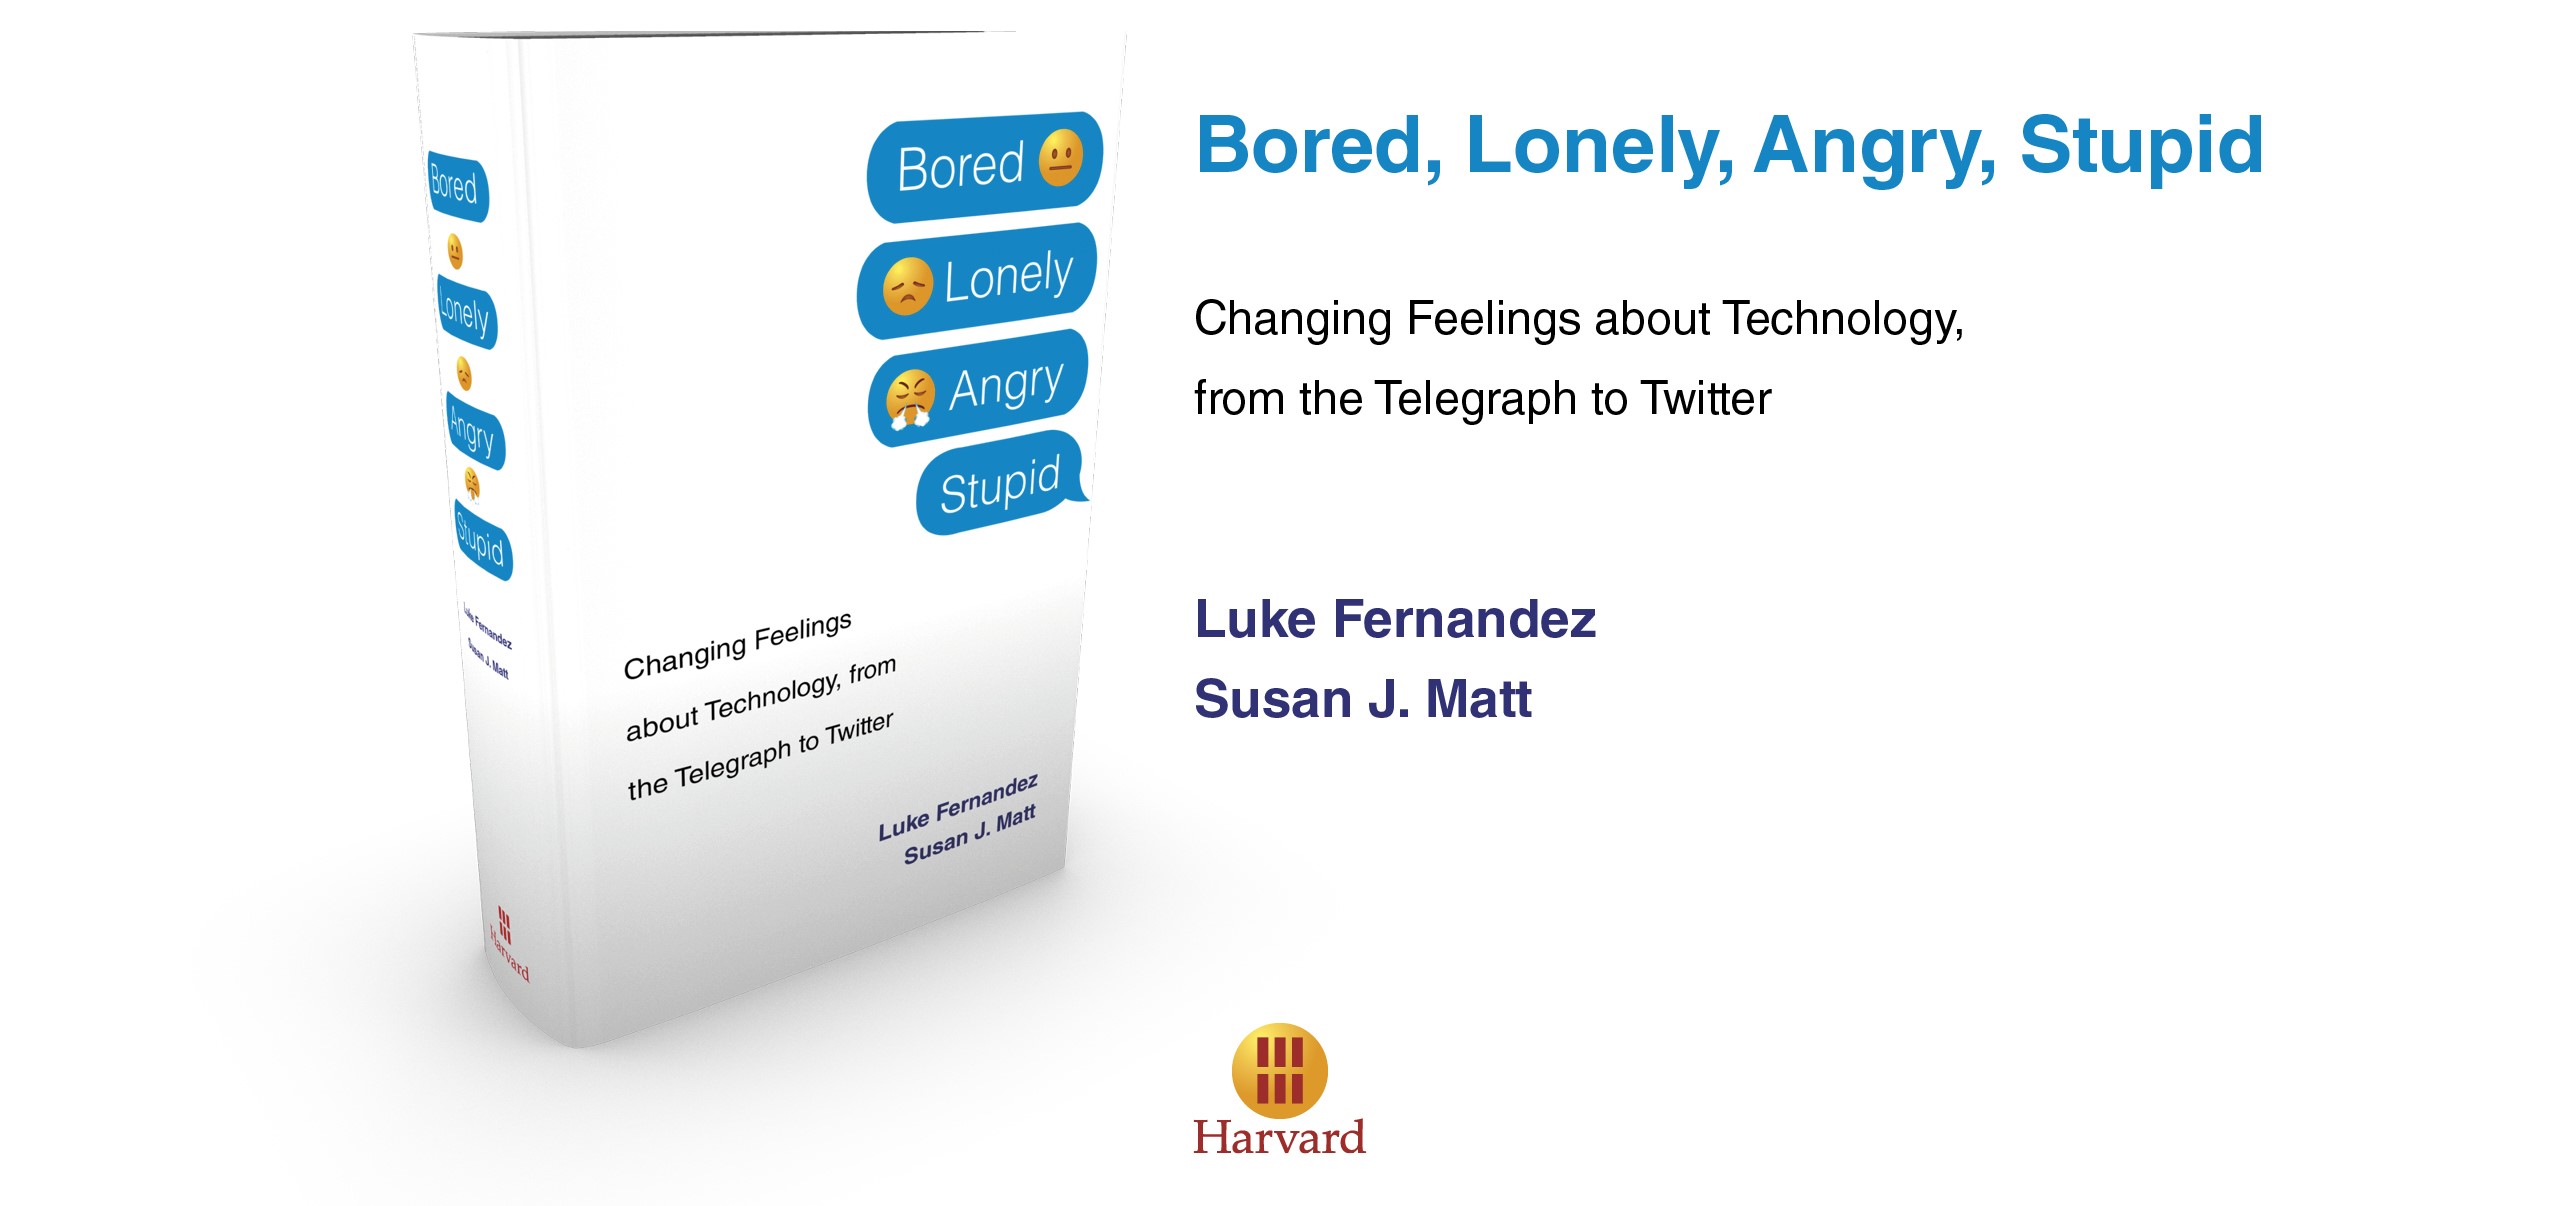 Bored
Lonely
Angry
Stupid
Luke Fernandez
Susan J. Matt
Harvard
Bored
Lonely
Angry
Stupid
Changing Feelings
about Technology, from
the Telegraph to Twitter
Luke Fernandez
Susan J. Matt
Bored, Lonely, Angry, Stupid
Changing Feelings about Technology,
from the Telegraph to Twitter
Luke Fernandez
Susan J. Matt
Harvard